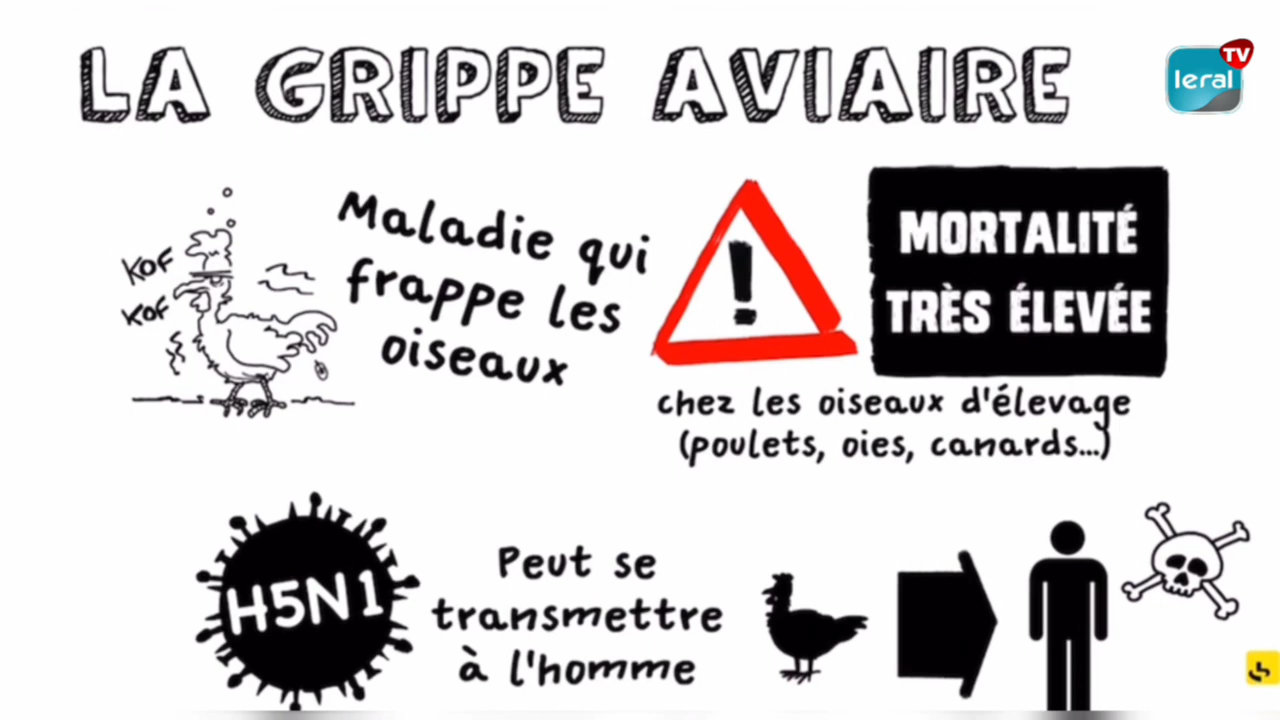 LA GRIPPE AVIAIRE
TV
leral
KOF
KOF
Maladie qui
frappe les
oiseaux
!
MORTALITÉ
TRÈS ÉLEVÉE
chez les oiseaux d'élevage
(poulets, oies, canards...)
H5N1
Peut se
transmettre
à l'homme